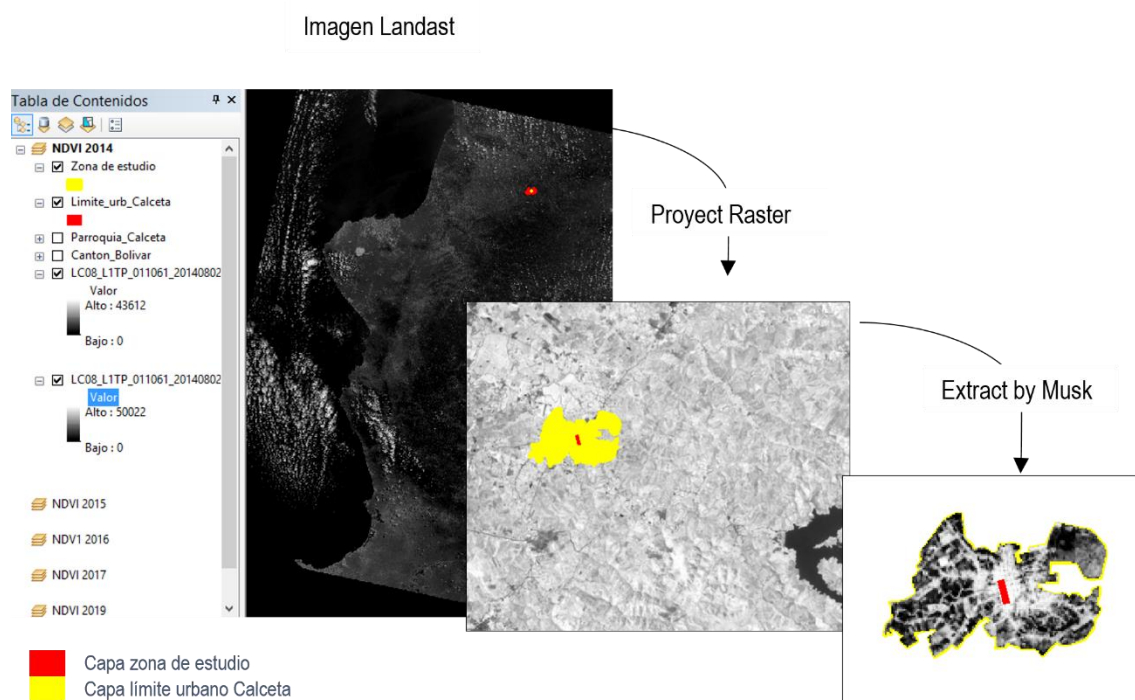 Imagen Landast
Tabla de Contenidos
NDVI 2014
Zona de estudio
Limite_urb_Calceta
Parroquia_Calceta
Canton_Bolivar
LC08_L1TP_011061_20140802
Valor
Alto : 43612
Bajo : 0
LC08_L1TP_011061_20140802
Valor
Alto : 50022
Bajo : 0
NDVI 2015
NDV1 2016
NDVI 2017
NDVI 2019
Proyect Raster
Extract by Musk
Capa zona de estudio
Capa límite urbano Calceta